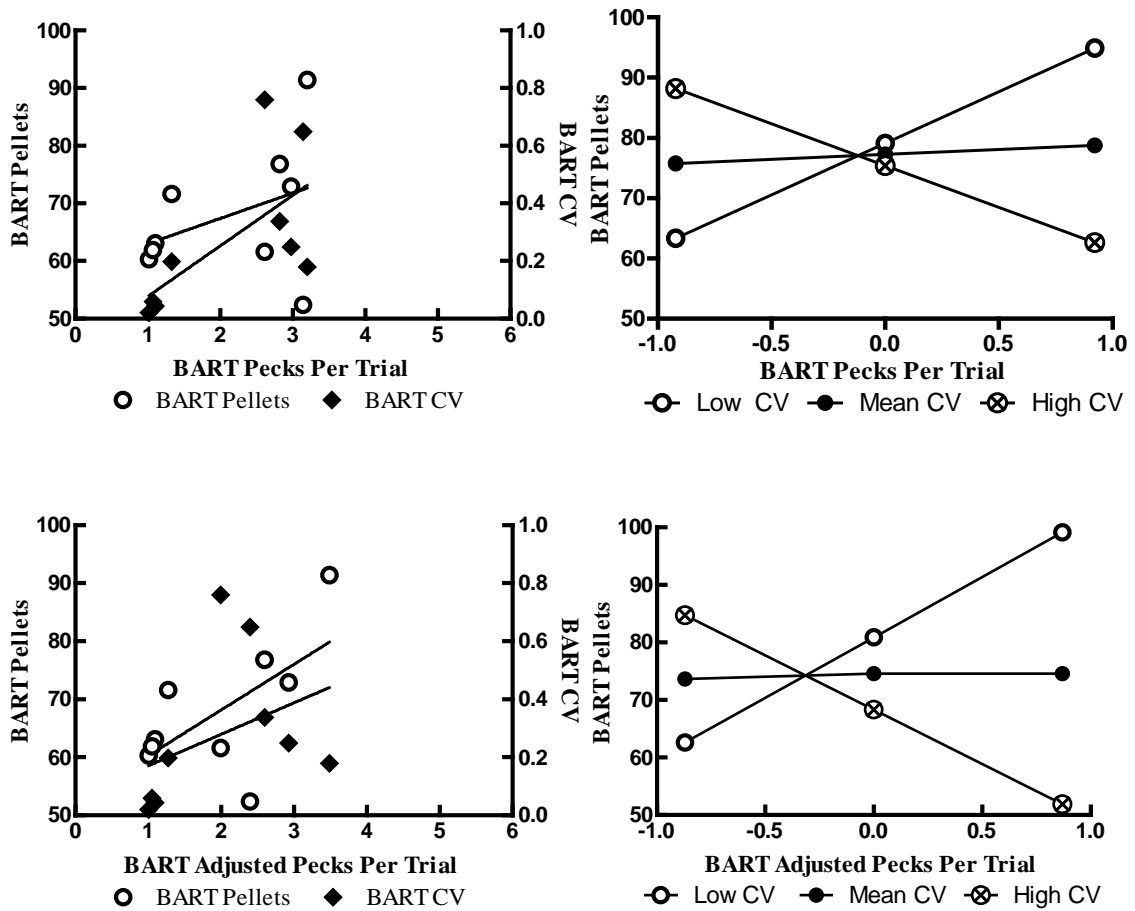 100
90
80
70
60
50
BART Pellets
1.0
0.8
0.6
0.4
0.2
0.0
BART CV
0 1 2 3 4 5 6
BART Pecks Per Trial
BART Pellets BART CV
100
90
80
70
60
50
BART Pellets
-1.0 -0.5 0.0 0.5 1.0
BART Pecks Per Trial
Low CV Mean CV High CV
100
90
80
70
60
50
BART Pellets
1.0
0.8
0.6
0.4
0.2
0.0
BART CV
0 1 2 3 4 5 6
BART Adjusted Pecks Per Trial
BART Pellets BART CV
100
90
80
70
60
50
BART Pellets
-1.0 -0.5 0.0 0.5 1.0
BART Adjusted Pecks Per Trial
Low CV Mean CV High CV